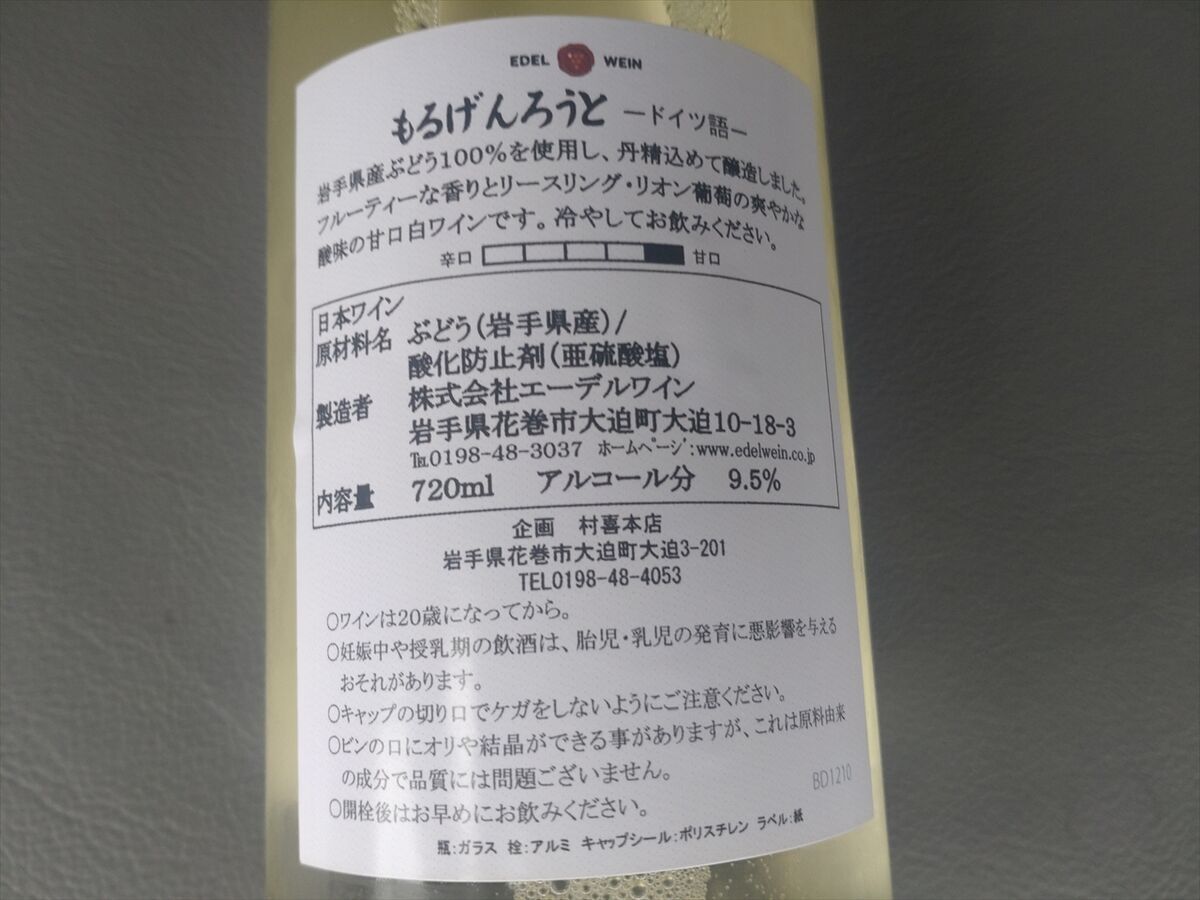 EDEL WEIN
もるげんろうと －ドイツ語－
岩手県産ぶどう100%を使用し、丹精込めて醸造しました。
フルーティーな香りとリースリング・リオン葡萄の爽やかな
酸味の甘口白ワインです。冷やしてお飲みください。
辛口 甘口
日本ワイン
原材料名 ぶどう(岩手県産)/
酸化防止剤(亜硫酸塩)
製造者 株式会社エーデルワイン
岩手県花巻市大迫町大迫10-18-3
℡0198-48-3037 ホームページ:www.edelwein.co.jp
内容量 720ml アルコール分 9.5%
企画 村喜本店
岩手県花巻市大迫町大迫3-201
TEL0198-48-4053
○ワインは20歳になってから。
○妊娠中や授乳期の飲酒は、胎児・乳児の発育に悪影響を与える
おそれがあります。
○キャップの切り口でケガをしないようにご注意ください。
○ビンの口にオリや結晶ができる事がありますが、これは原料由来
の成分で品質には問題ございません。
○開栓後はお早めにお飲みください。
BD1210
瓶:ガラス 栓:アルミ キャップシール:ポリスチレン ラベル:紙